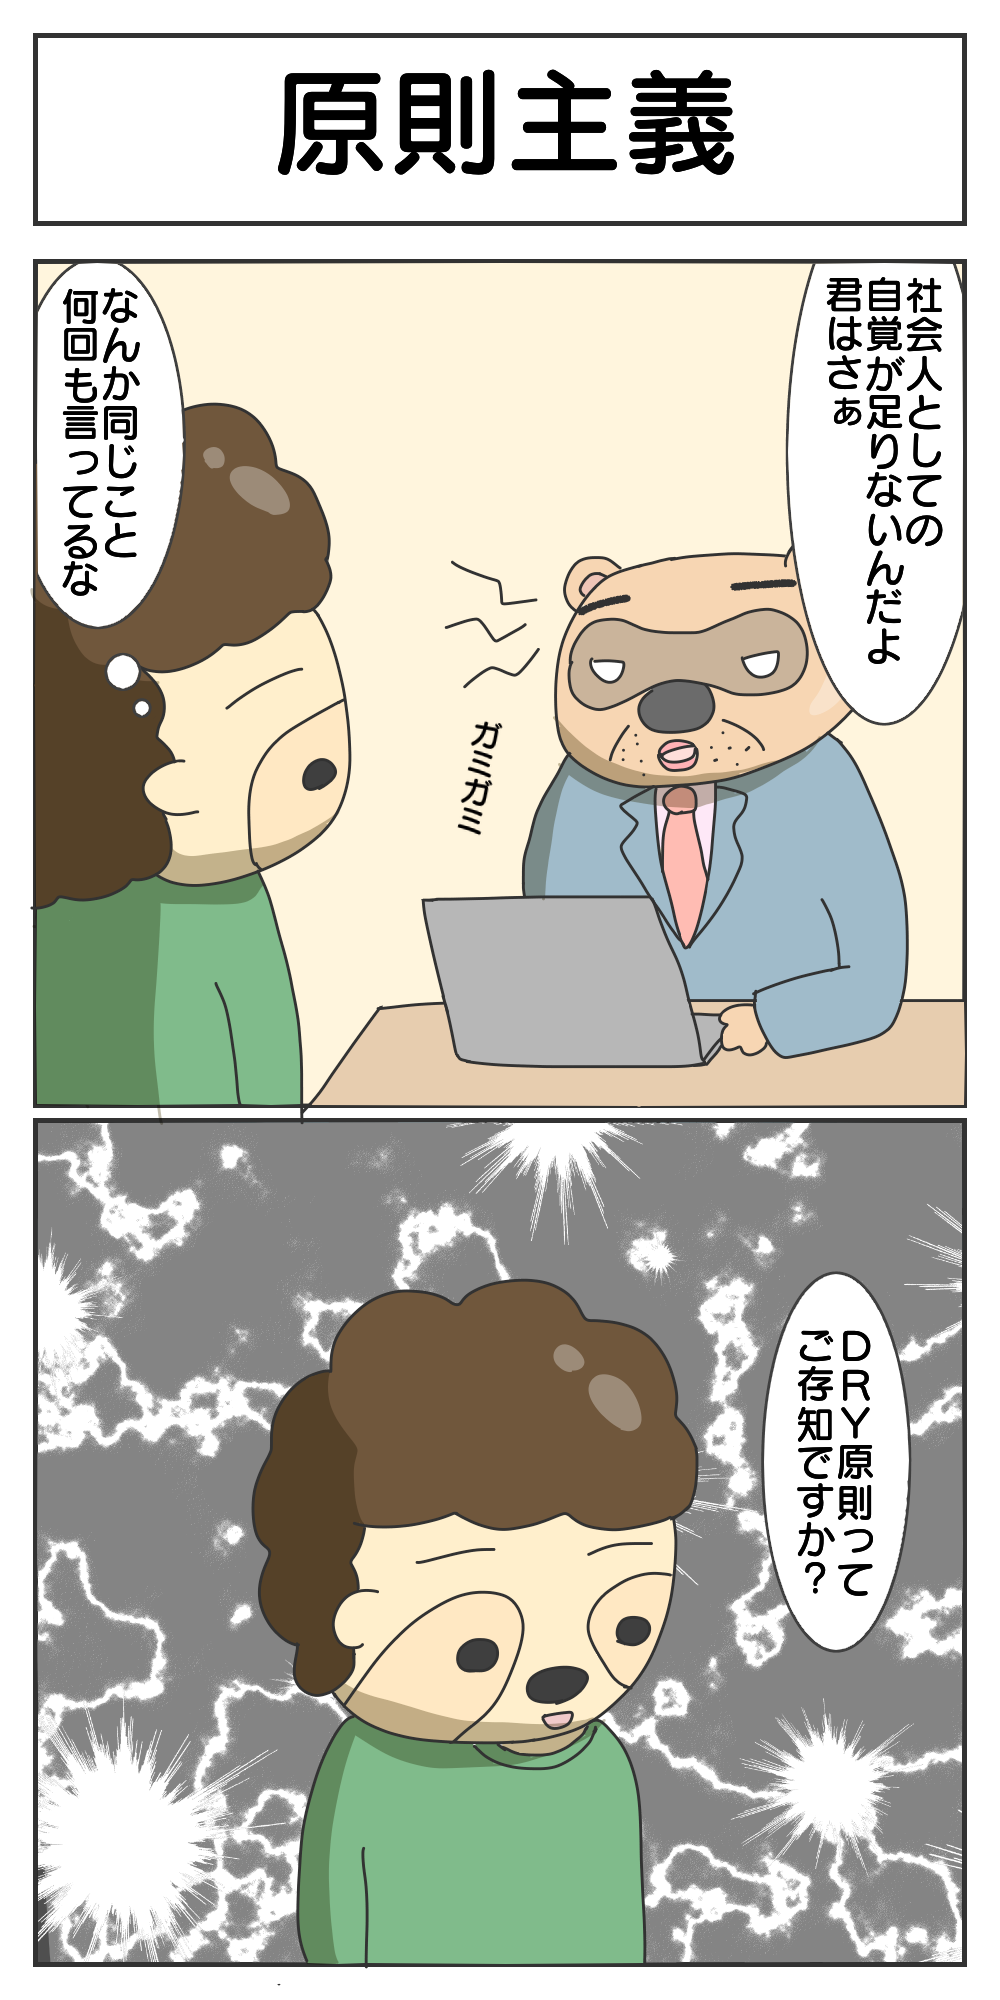 原則主義
社会人としての
自覚が足りないんだよ
君はさぁ
ガミガミ
なんか同じこと
何回も言ってるな
DRY原則って
ご存知ですか？